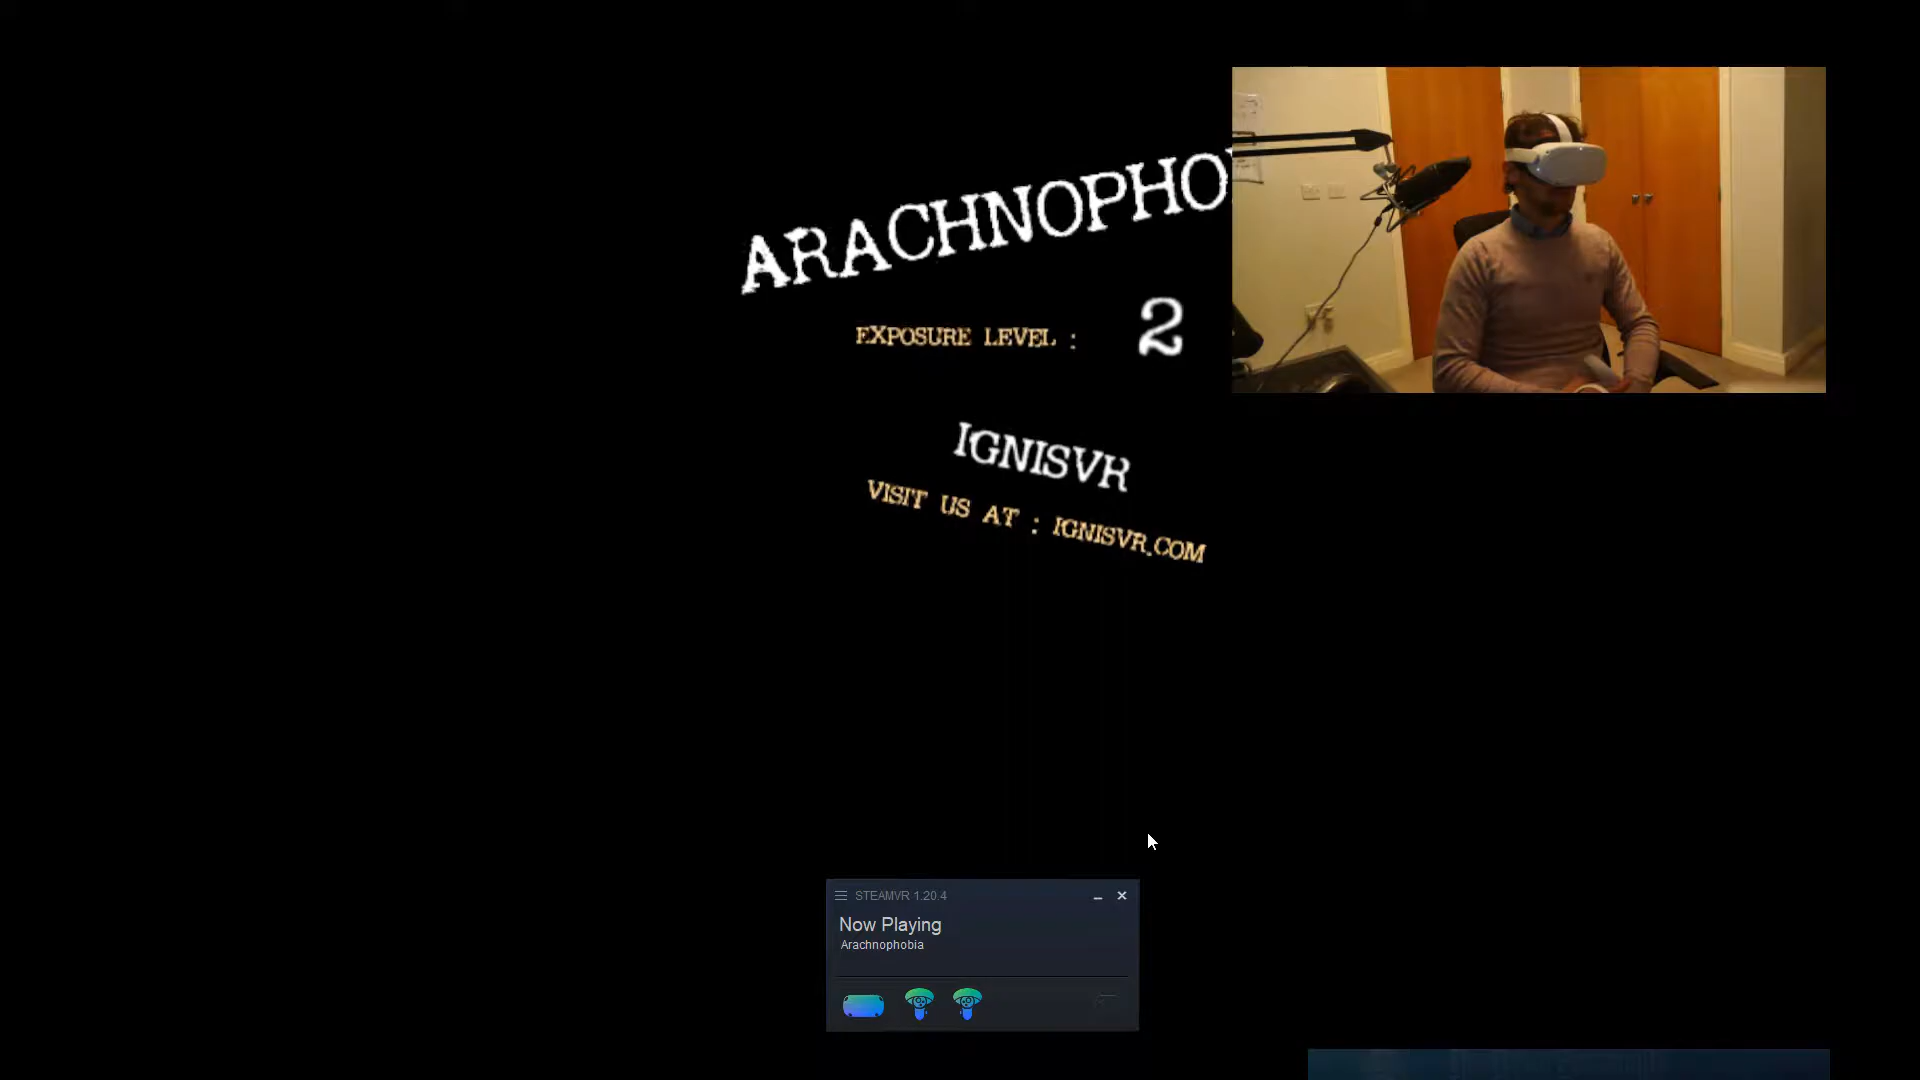 ARACHNOPHO
EXPOSURE LEVEL : 2
IGNISVR
VISIT US AT : IGNISVR.COM
STEAMVR 1.20.4
Now Playing
Arachnophobia